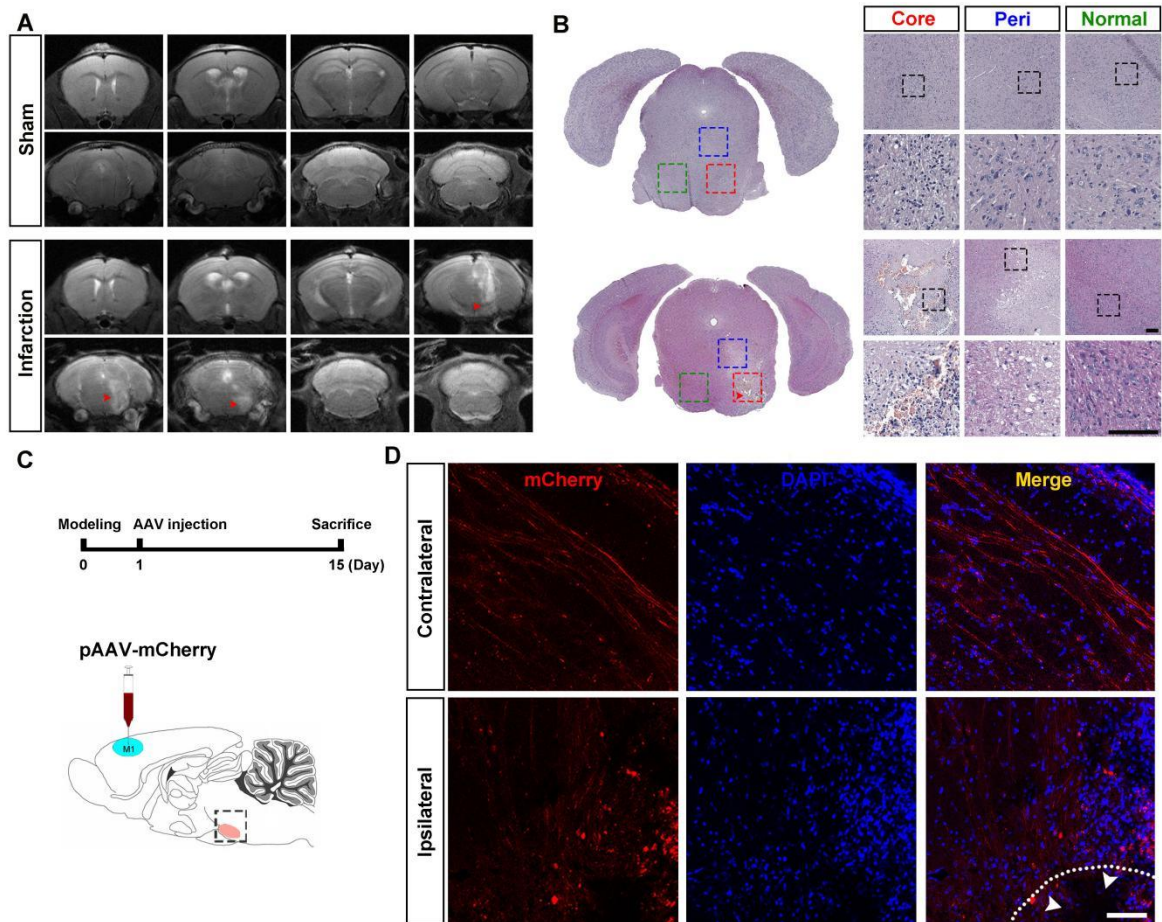 A
Sham
Infarction
B
Core
Peri
Normal
C
Modeling
AAV injection
Sacrifice
0
1
15 (Day)
pAAV-mCherry
M1
D
mCherry
DAPI
Merge
Contralateral
Ipsilateral